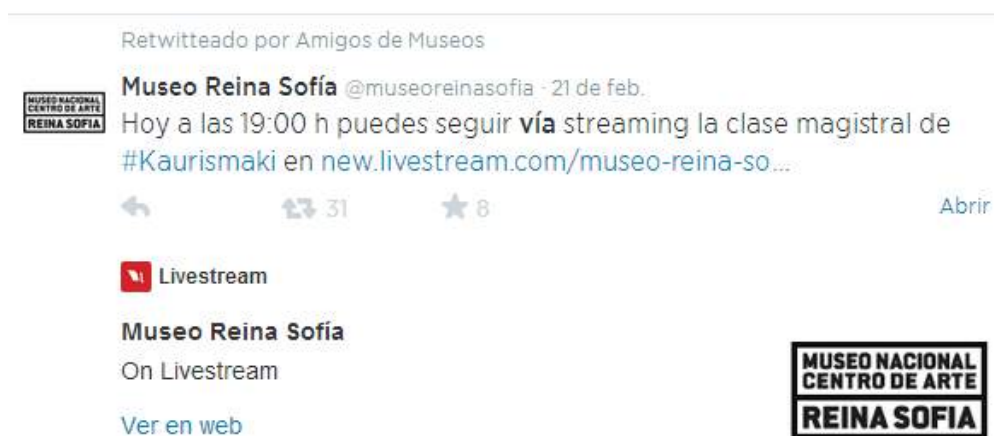 Retwitteado por Amigos de Museos
MUSEO NACIONAL
CENTRO DE ARTE
REINA SOFIA
Museo Reina Sofía @museoreinasofia · 21 de feb.
Hoy a las 19:00 h puedes seguir vía streaming la clase magistral de
#Kaurismaki en new.livestream.com/museo-reina-so...
31
8
Abrir
Livestream
Museo Reina Sofía
On Livestream
Ver en web
MUSEO NACIONAL
CENTRO DE ARTE
REINA SOFIA